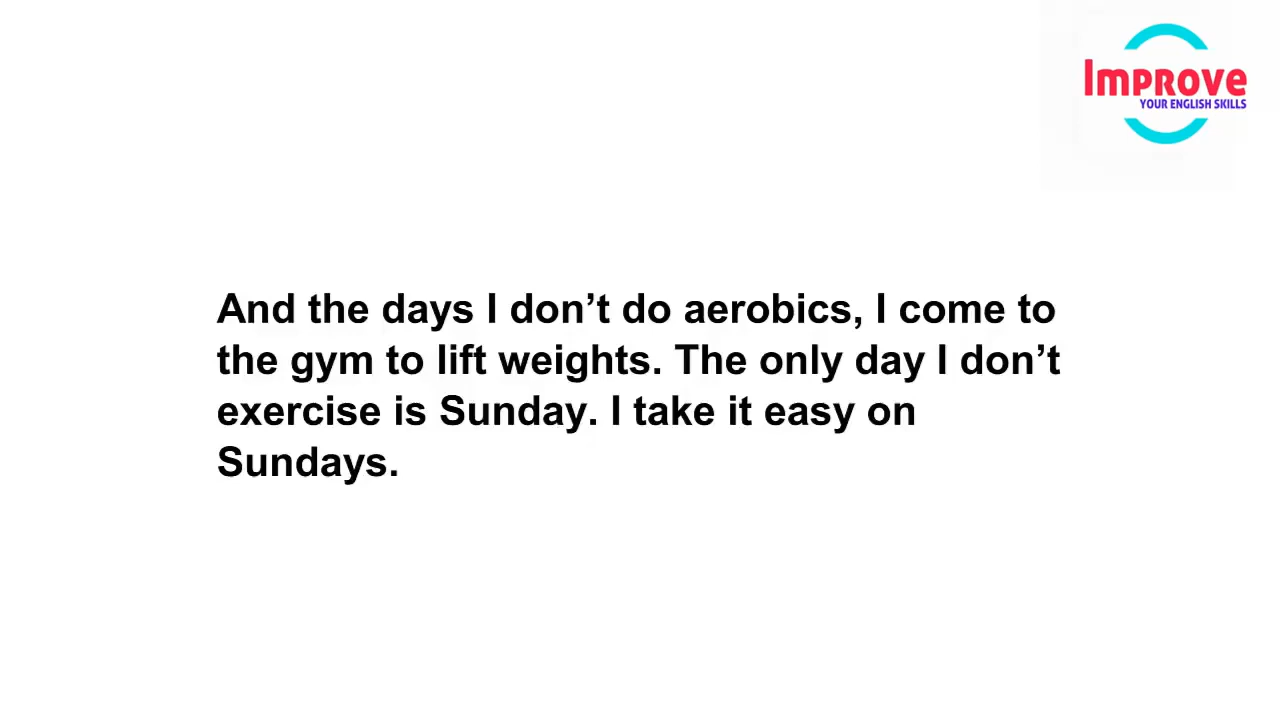 Improve
YOUR ENGLISH SKILLS
And the days I don’t do aerobics, I come to
the gym to lift weights. The only day I don’t
exercise is Sunday. I take it easy on
Sundays.